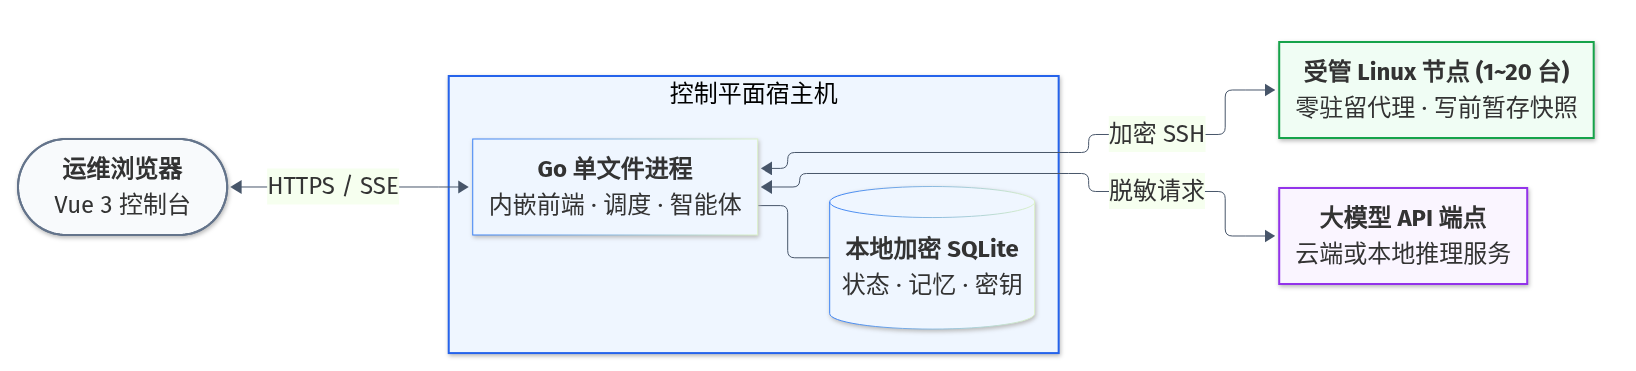 运维浏览器
Vue 3 控制台
HTTPS / SSE
控制平面宿主机
Go 单文件进程
内嵌前端 · 调度 · 智能体
本地加密 SQLite
状态 · 记忆 · 密钥
加密 SSH
脱敏请求
受管 Linux 节点 (1~20 台)
零驻留代理 · 写前暂存快照
大模型 API 端点
云端或本地推理服务